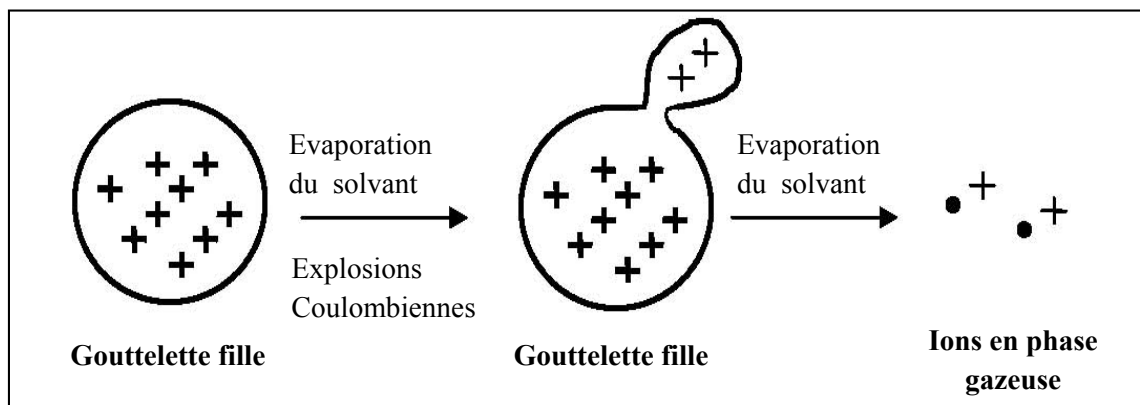 Evaporation
du solvant
Explosions
Coulombiennes
Gouttelette fille
Evaporation
du solvant
Gouttelette fille
Ions en phase
gazeuse